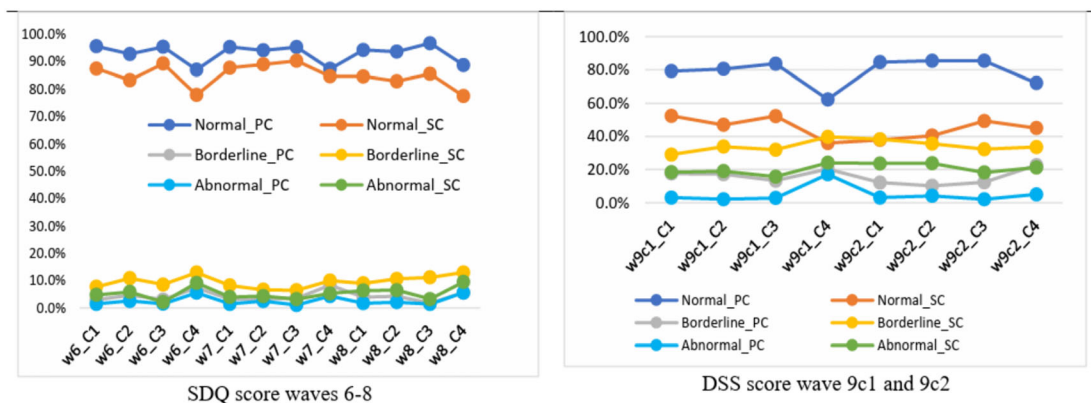 100.0%
90.0%
80.0%
70.0%
60.0%
50.0%
40.0%
30.0%
20.0%
10.0%
0.0%
Normal_PC Normal_SC
Borderline_PC Borderline_SC
Abnormal_PC Abnormal_SC
w6_C1 w6_C2 w6_C3 w6_C4 w7_C1 w7_C2 w7_C3 w7_C4 w8_C1 w8_C2 w8_C3 w8_C4
SDQ score waves 6-8
100.0%
80.0%
60.0%
40.0%
20.0%
0.0%
w9c1_C1 w9c1_C2 w9c1_C3 w9c1_C4 w9c2_C1 w9c2_C2 w9c2_C3 w9c2_C4
Normal_PC Normal_SC
Borderline_PC Borderline_SC
Abnormal_PC Abnormal_SC
DSS score wave 9c1 and 9c2